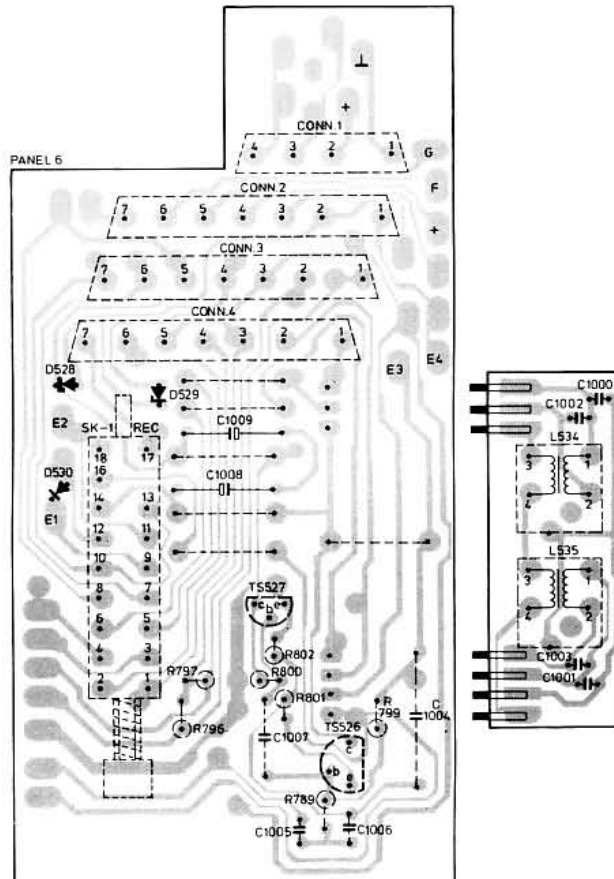 ⊥
+
CONN.1
4 3 2 1
G
PANEL 6
F
CONN.2
7 6 5 4 3 2 1
+
CONN.3
7 6 5 4 3 2 1
CONN.4
7 6 5 4 3 2 1
E3 E4
D528
D529
E2
SK-1 REC
C1009
18 17
16
D530
C1008
14 13
E1
12 11
10 9
8 7
TS527
c b e
6 5
4 3
R802
R797
R800
2 1
R801
R799
C1004
R796
C1007
TS526
c
b
e
R789
C1005
C1006
C1000
C1002
L534
3 1
4 2
L535
3 1
4 2
C1003
C1001